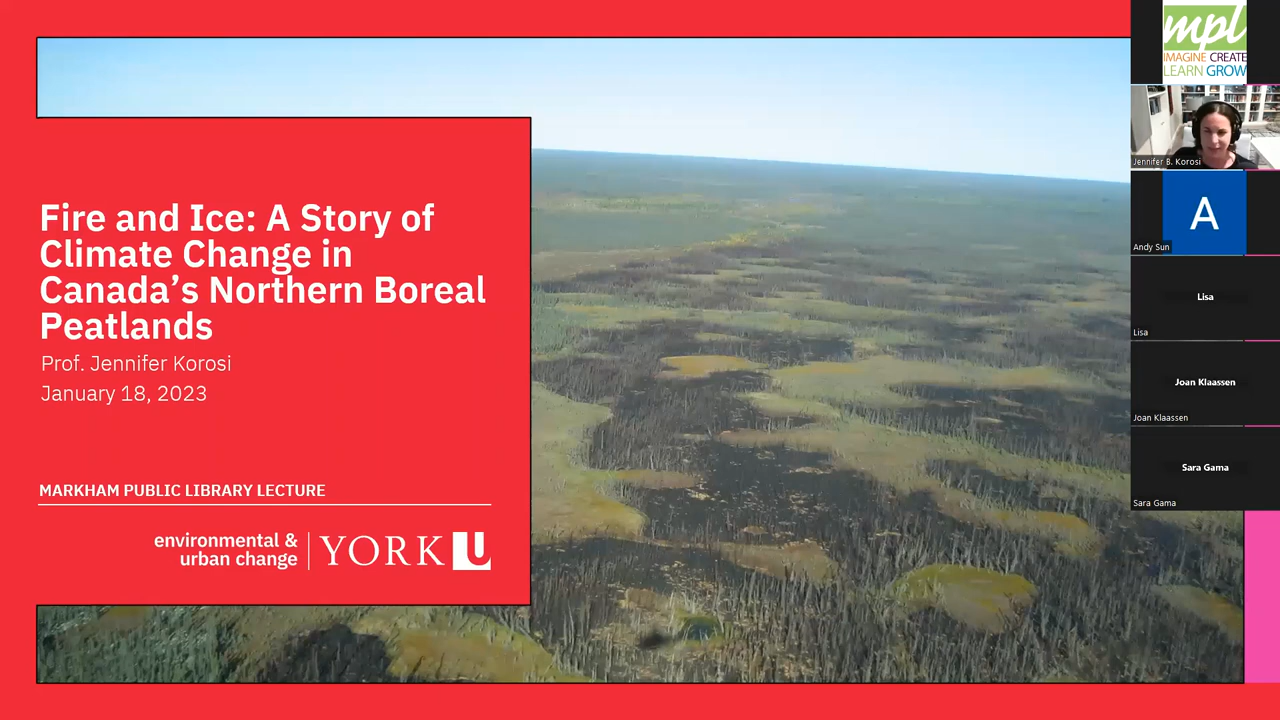 Fire and Ice: A Story of
Climate Change in
Canada's Northern Boreal
Peatlands
Prof. Jennifer Korosi
January 18, 2023
MARKHAM PUBLIC LIBRARY LECTURE
environmental &
urban change
YORK U
mpl
IMAGINE CREATE
LEARN GROW
Jennifer B. Korosi
A
Andy Sun
Lisa
Lisa
Joan Klaassen
Joan Klaassen
Sara Gama
Sara Gama